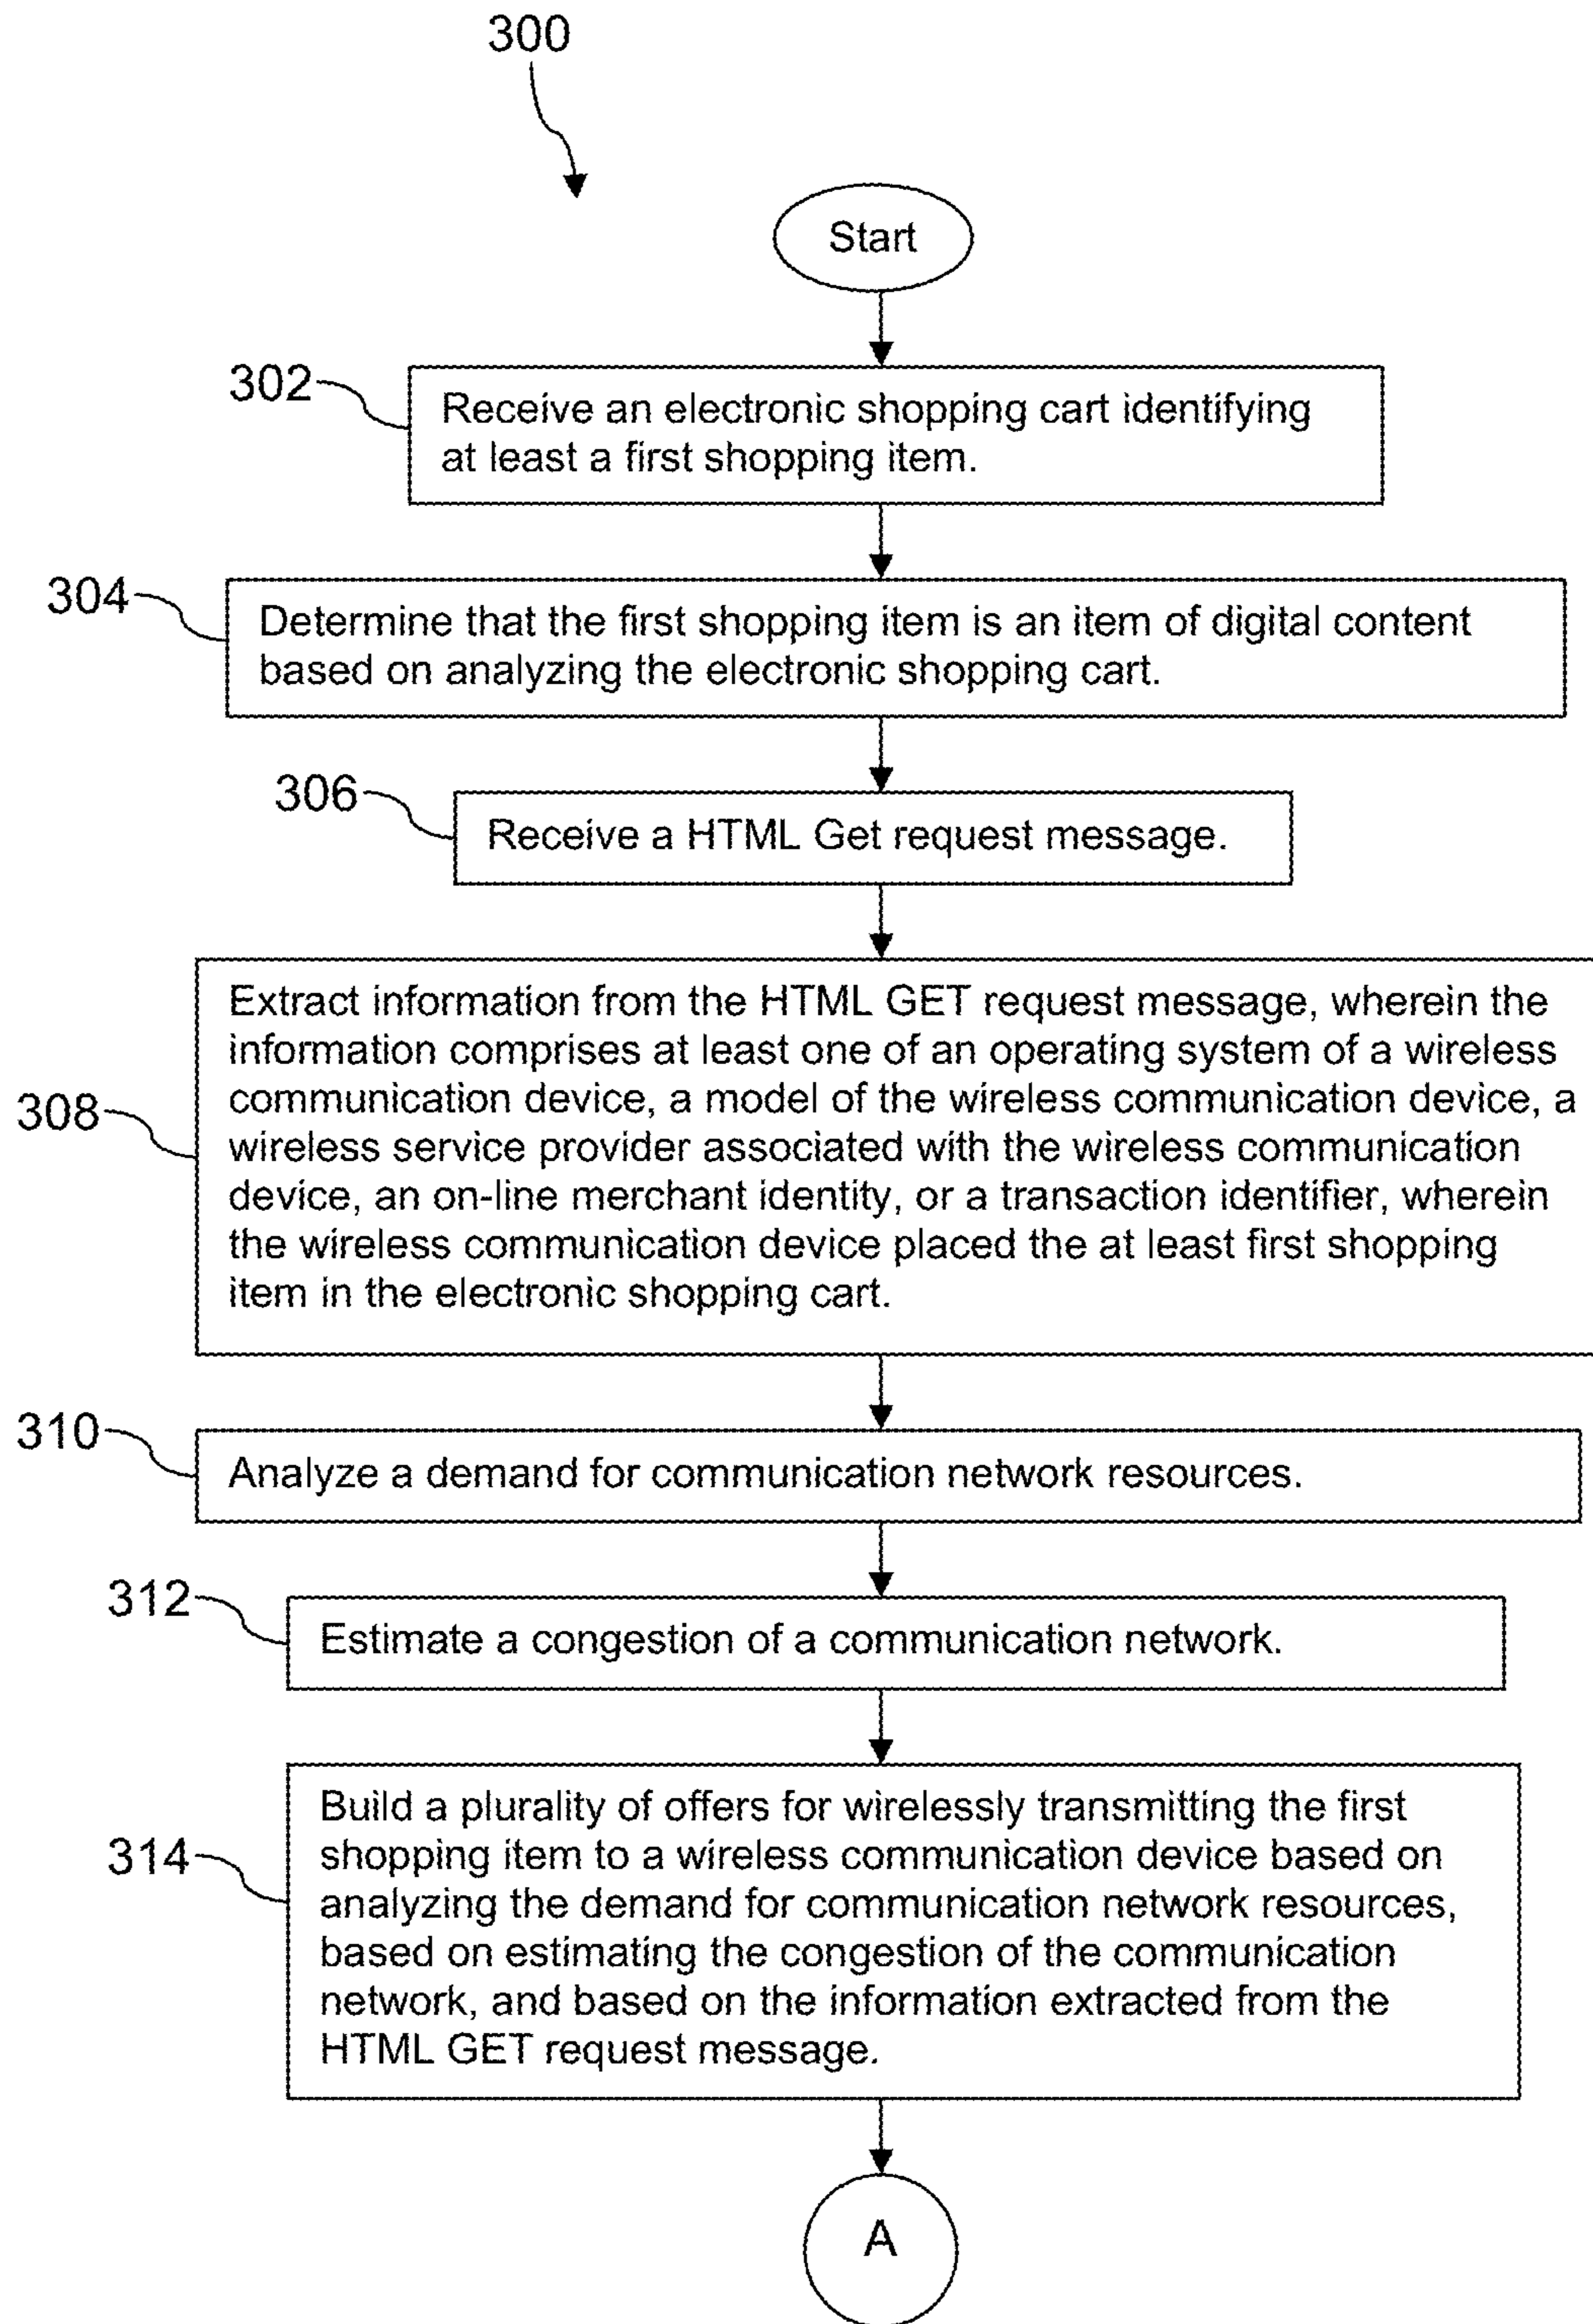 300
Start
302
Receive an electronic shopping cart identifying
at least a first shopping item.
304
Determine that the first shopping item is an item of digital content
based on analyzing the electronic shopping cart.
306
Receive a HTML Get request message.
308
Extract information from the HTML GET request message, wherein the
information comprises at least one of an operating system of a wireless
communication device, a model of the wireless communication device, a
wireless service provider associated with the wireless communication
device, an on-line merchant identity, or a transaction identifier, wherein
the wireless communication device placed the at least first shopping
item in the electronic shopping cart.
310
Analyze a demand for communication network resources.
312
Estimate a congestion of a communication network.
314
Build a plurality of offers for wirelessly transmitting the first
shopping item to a wireless communication device based on
analyzing the demand for communication network resources,
based on estimating the congestion of the communication
network, and based on the information extracted from the
HTML GET request message.
A